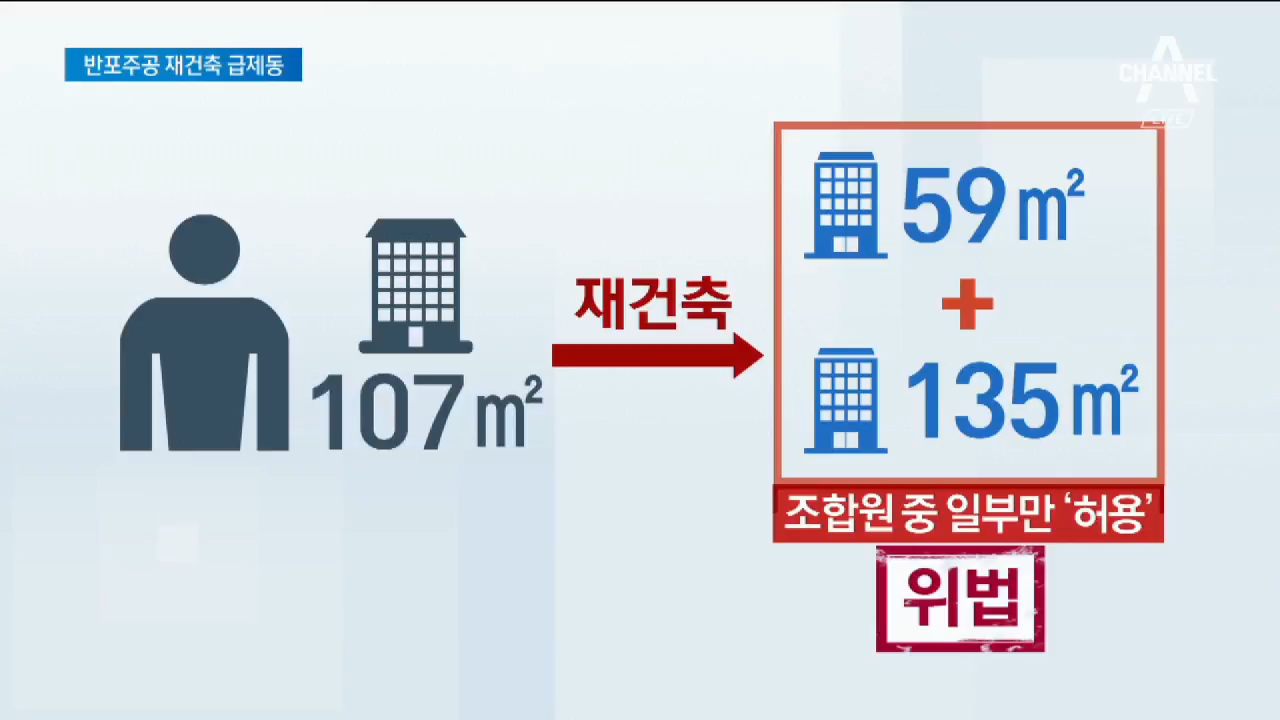 반포주공 재건축 급제동
CHANNEL A
LIVE
107㎡
재건축
59㎡
+
135㎡
조합원 중 일부만 ‘허용’
위법